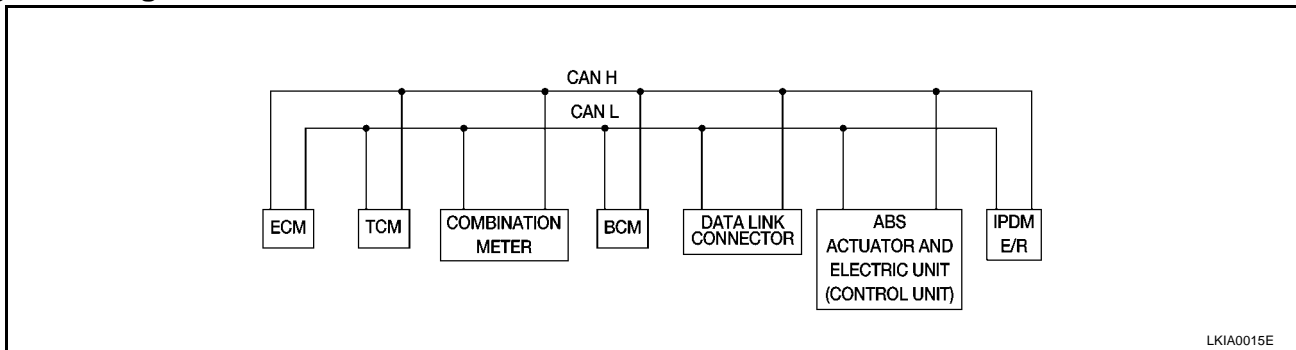 CAN H
CAN L
ECM
TCM
COMBINATION
METER
BCM
DATA LINK
CONNECTOR
ABS
ACTUATOR AND
ELECTRIC UNIT
(CONTROL UNIT)
IPDM
E/R
LKIA0015E